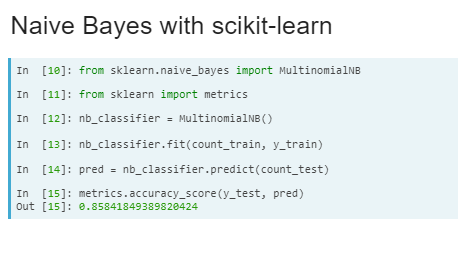 Naive Bayes with scikit-learn
In [10]: from sklearn.naive_bayes import MultinomialNB
In [11]: from sklearn import metrics
In [12]: nb_classifier = MultinomialNB()
In [13]: nb_classifier.fit(count_train, y_train)
In [14]: pred = nb_classifier.predict(count_test)
In [15]: metrics.accuracy_score(y_test, pred)
Out [15]: 0.85841849389820424